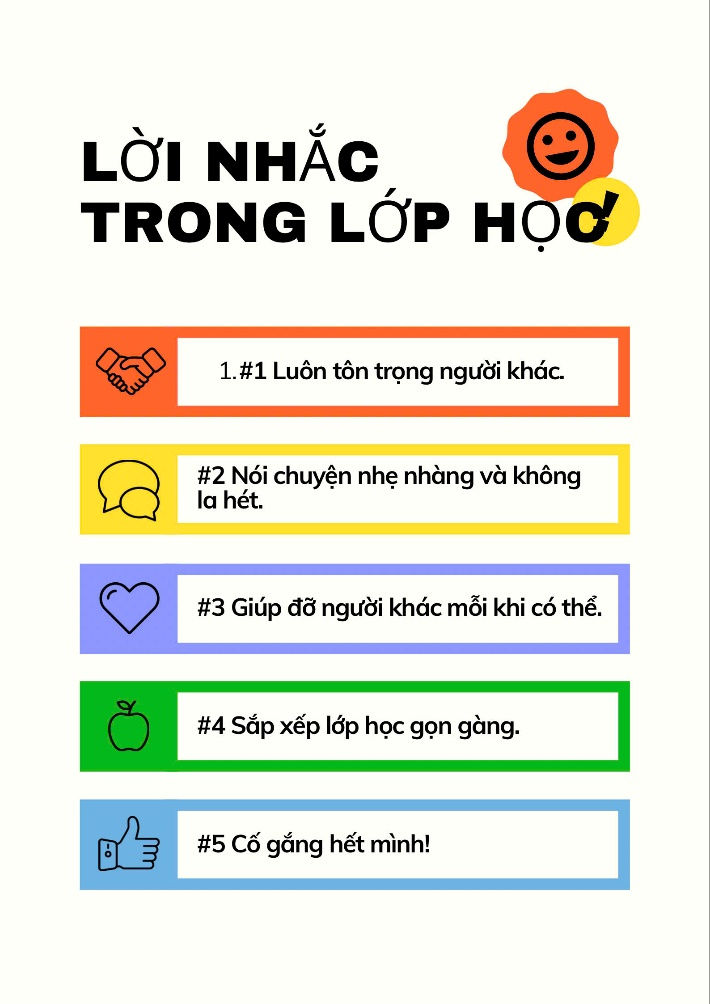 LỜI NHẮC
TRONG LỚP HỌC!
1.#1 Luôn tôn trọng người khác.
#2 Nói chuyện nhẹ nhàng và không
la hét.
#3 Giúp đỡ người khác mỗi khi có thể.
#4 Sắp xếp lớp học gọn gàng.
#5 Cố gắng hết mình!